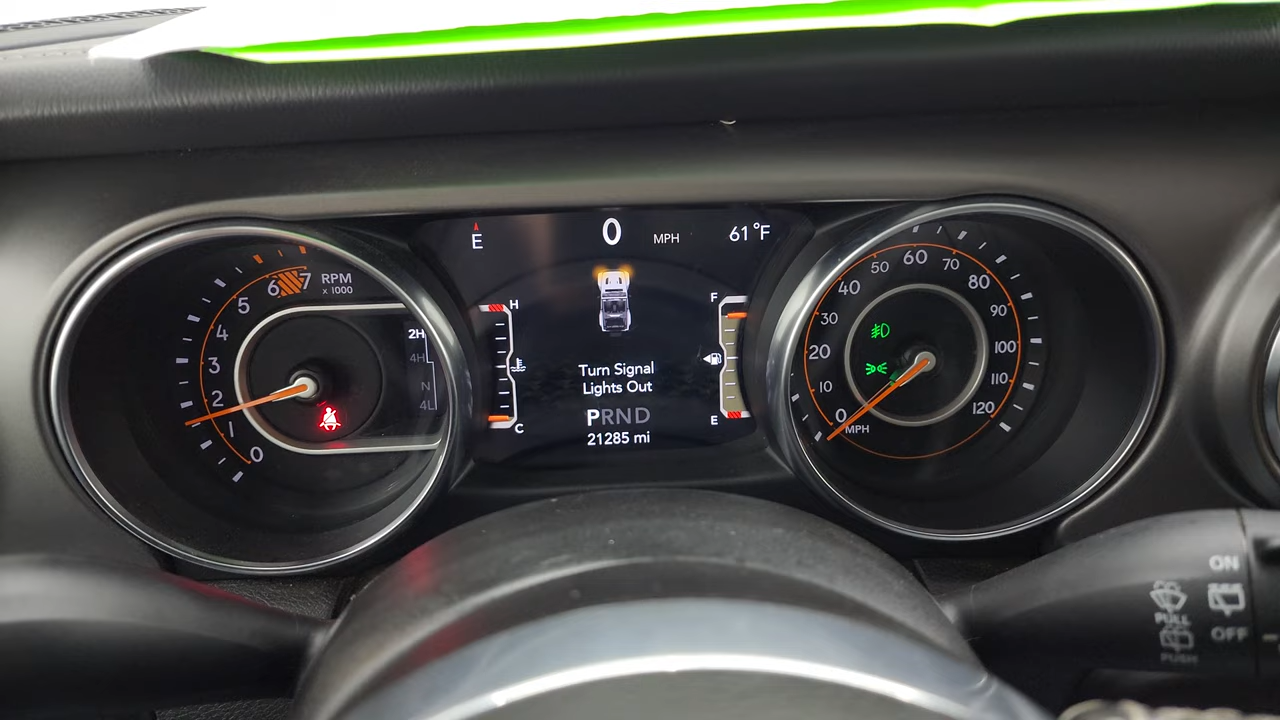 E
0 MPH
61°F
7 RPM
6 x 1000
5
4
3
2
1
0
2H
4H
N
4L
H
C
F
E
Turn Signal
Lights Out
PRND
21285 mi
0
10
20
30
40
50
60
70
80
90
100
110
120
MPH
ON
OFF
PULL
PUSH